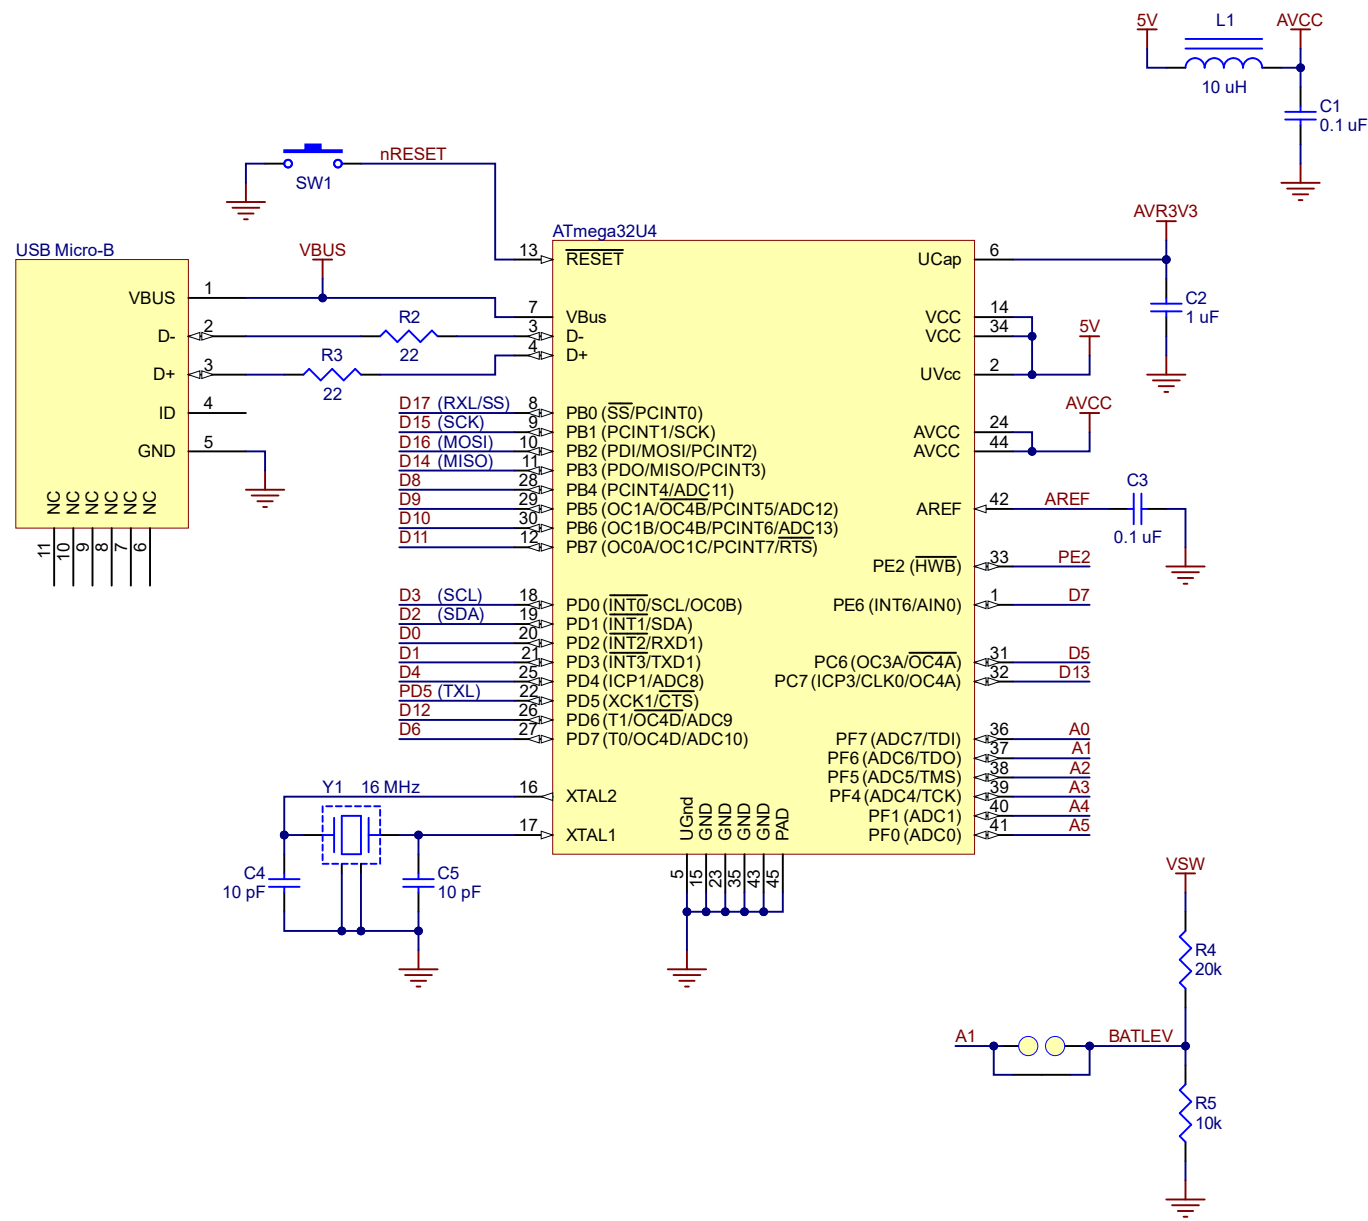 5V L1 AVCC
10 uH
C1
0.1 uF
nRESET
SW1
AVR3V3
C2
1 uF
USB Micro-B
VBUS
VBUS 1
D- 2
D+ 3
ID 4
GND 5
NC NC NC NC NC NC
11 10 9 8 7 6
R2
22
R3
22
ATmega32U4
13 RESET
7 VBus
3 D-
4 D+
D17 (RXL/SS) 8 PB0 (SS/PCINT0)
D15 (SCK) 9 PB1 (PCINT1/SCK)
D16 (MOSI) 10 PB2 (PDI/MOSI/PCINT2)
D14 (MISO) 11 PB3 (PDO/MISO/PCINT3)
D8 28 PB4 (PCINT4/ADC11)
D9 29 PB5 (OC1A/OC4B/PCINT5/ADC12)
D10 30 PB6 (OC1B/OC4B/PCINT6/ADC13)
D11 12 PB7 (OC0A/OC1C/PCINT7/RTS)
D3 (SCL) 18 PD0 (INT0/SCL/OC0B)
D2 (SDA) 19 PD1 (INT1/SDA)
D0 20 PD2 (INT2/RXD1)
D1 21 PD3 (INT3/TXD1)
D4 25 PD4 (ICP1/ADC8)
PD5 (TXL) 22 PD5 (XCK1/CTS)
D12 26 PD6 (T1/OC4D/ADC9
D6 27 PD7 (T0/OC4D/ADC10)
16 XTAL2
17 XTAL1
UCap 6
VCC 14
VCC 34
UVcc 2
5V
AVCC 24
AVCC 44
AVCC
AREF 42 AREF
C3
0.1 uF
PE2 (HWB) 33 PE2
PE6 (INT6/AIN0) 1 D7
PC6 (OC3A/OC4A) 31 D5
PC7 (ICP3/CLK0/OC4A) 32 D13
PF7 (ADC7/TDI) 36 A0
PF6 (ADC6/TDO) 37 A1
PF5 (ADC5/TMS) 38 A2
PF4 (ADC4/TCK) 39 A3
PF1 (ADC1) 40 A4
PF0 (ADC0) 41 A5
UGnd GND GND GND GND PAD
5 15 23 35 43 45
Y1 16 MHz
C4
10 pF
C5
10 pF
VSW
R4
20k
A1 BATLEV
R5
10k